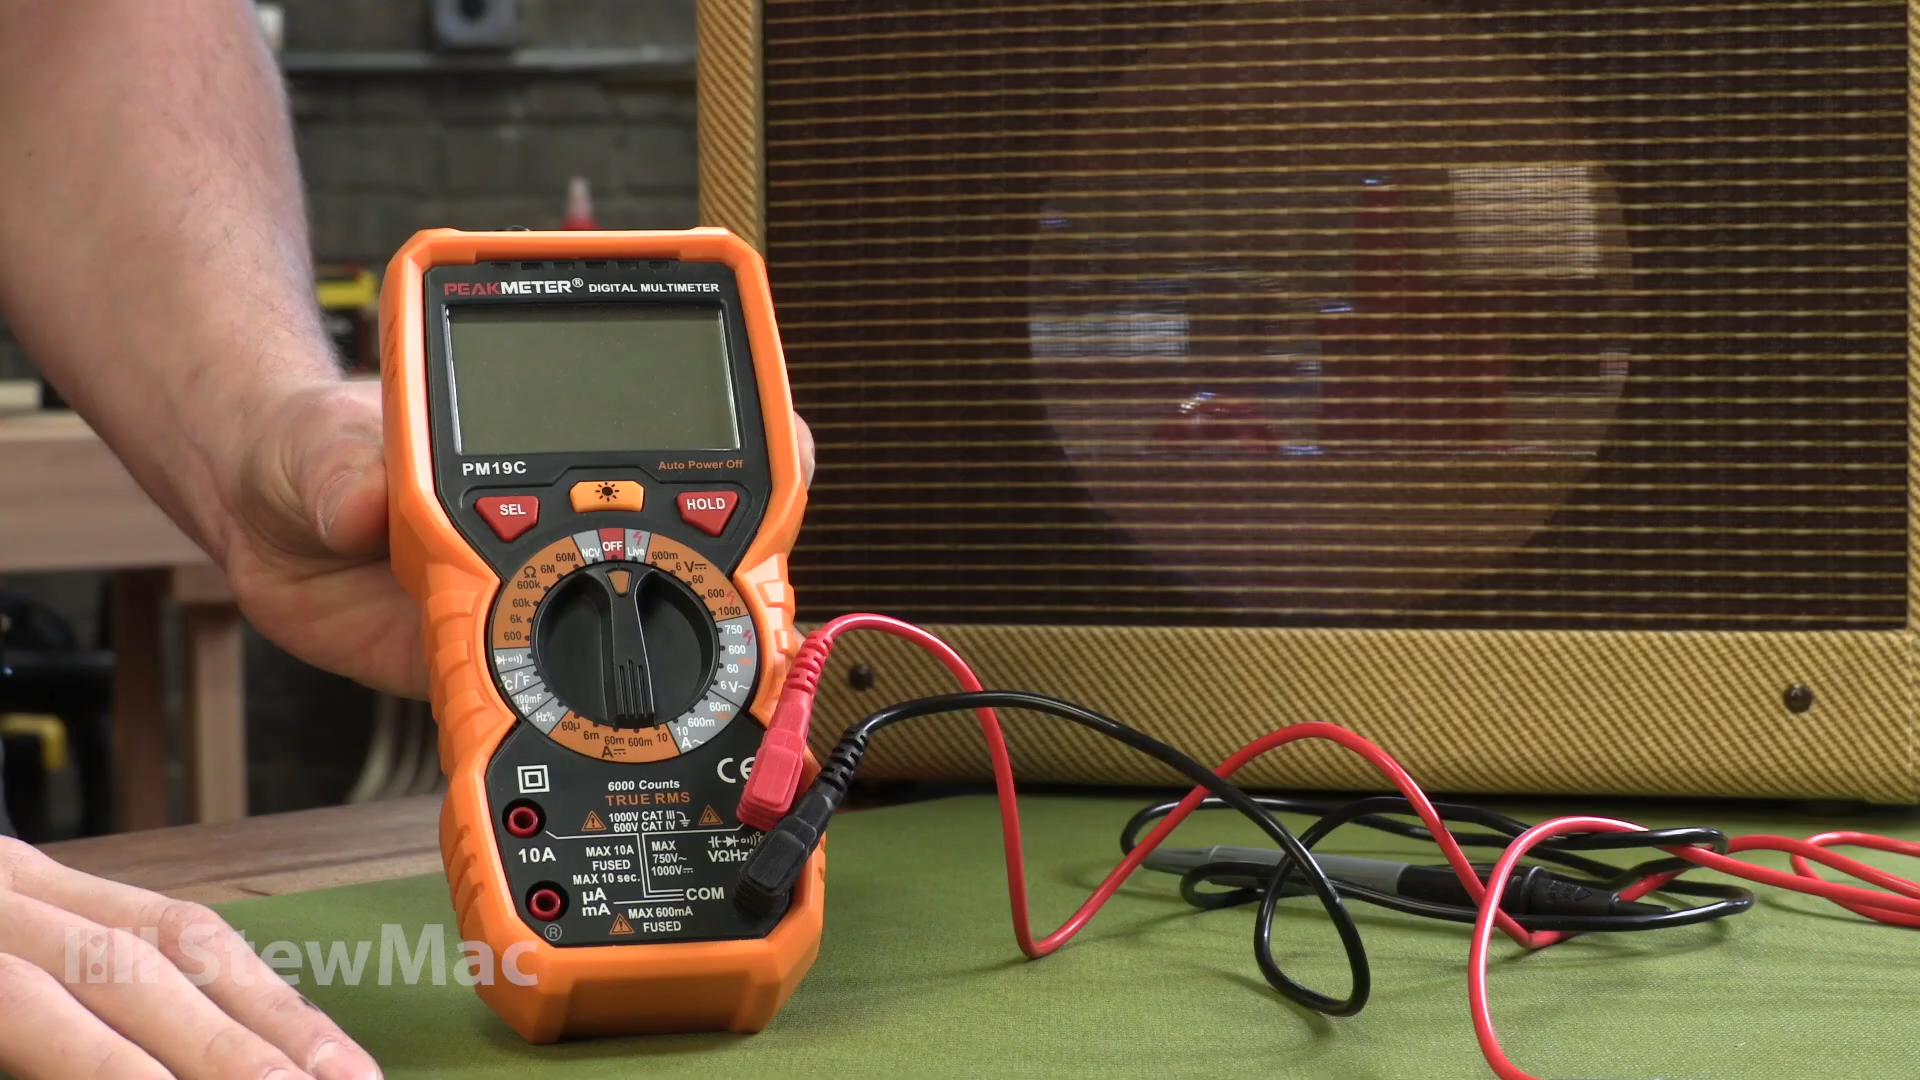 PEAKMETER® DIGITAL MULTIMETER
PM19C
Auto Power Off
SEL
HOLD
NCV
OFF
Live
60M
6M
Ω
600k
60k
6k
600
°C/°F
100mF
Hz%
60µ
6m
60m
600m
10
A
600m
6
V
60
600
1000
750
600
60
6
V~
60m
600m
10
A~
CE
6000 Counts
TRUE RMS
1000V CAT III
600V CAT IV
10A
MAX 10A
FUSED
MAX 10 sec.
MAX
750V~
1000V
VΩHz
µA
mA
COM
MAX 600mA
FUSED
®
StewMac